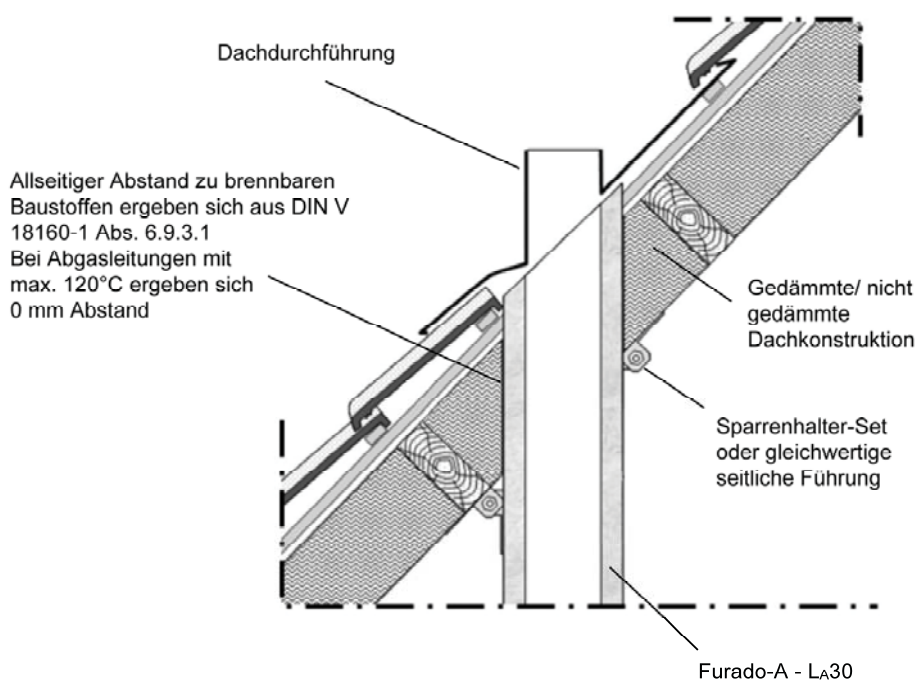 Dachdurchführung
Allseitiger Abstand zu brennbaren
Baustoffen ergeben sich aus DIN V
18160-1 Abs. 6.9.3.1
Bei Abgasleitungen mit
max. 120°C ergeben sich
0 mm Abstand
Gedämmte/ nicht
gedämmte
Dachkonstruktion
Sparrenhalter-Set
oder gleichwertige
seitliche Führung
Furado-A - LA30